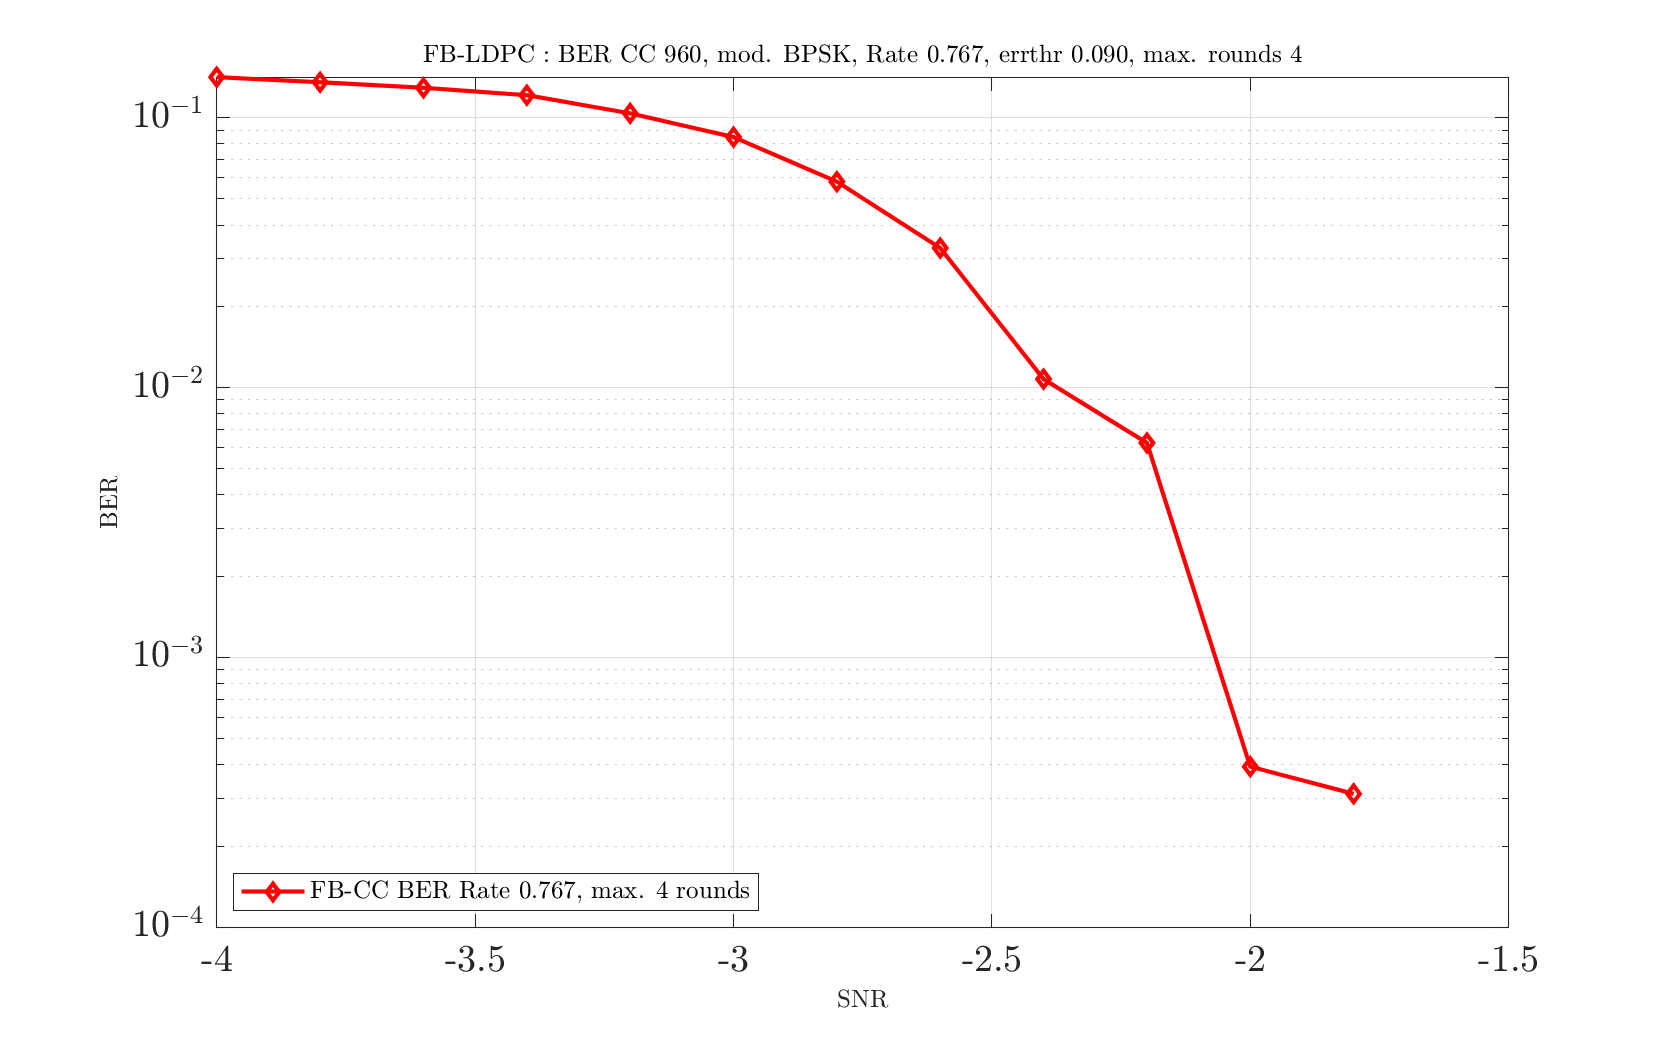 FB-LDPC : BER CC 960, mod. BPSK, Rate 0.767, errthr 0.090, max. rounds 4
10⁻¹
10⁻²
10⁻³
10⁻⁴
BER
FB-CC BER Rate 0.767, max. 4 rounds
-4 -3.5 -3 -2.5 -2 -1.5
SNR